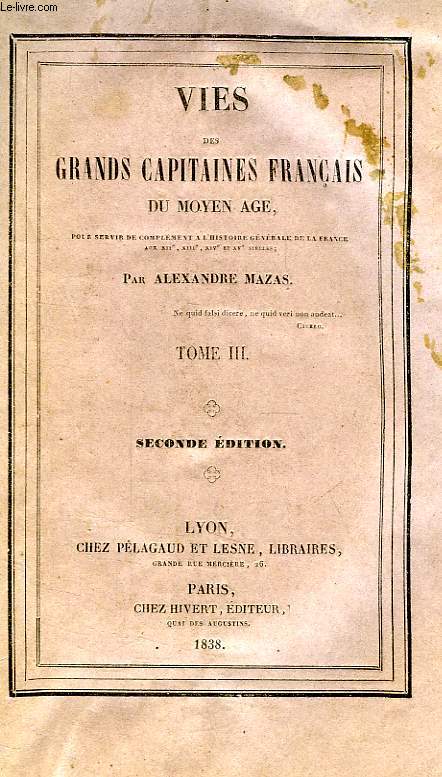 Le-livre.com
VIES
DES
GRANDS CAPITAINES FRANÇAIS
DU MOYEN AGE,
POUR SERVIR DE COMPLÉMENT A L'HISTOIRE GÉNÉRALE DE LA FRANCE
AUX XIIe, XIIIe, XIVe ET XVe SIÈCLES;
PAR ALEXANDRE MAZAS.
Ne quid falsi dicere, ne quid veri non audeat...
CICERO.
TOME III.
SECONDE ÉDITION.
LYON,
CHEZ PÉLAGAUD ET LESNE, LIBRAIRES,
GRANDE RUE MERCIÈRE, 26.
PARIS,
CHEZ HIVERT, ÉDITEUR,
QUAI DES AUGUSTINS.
1838.